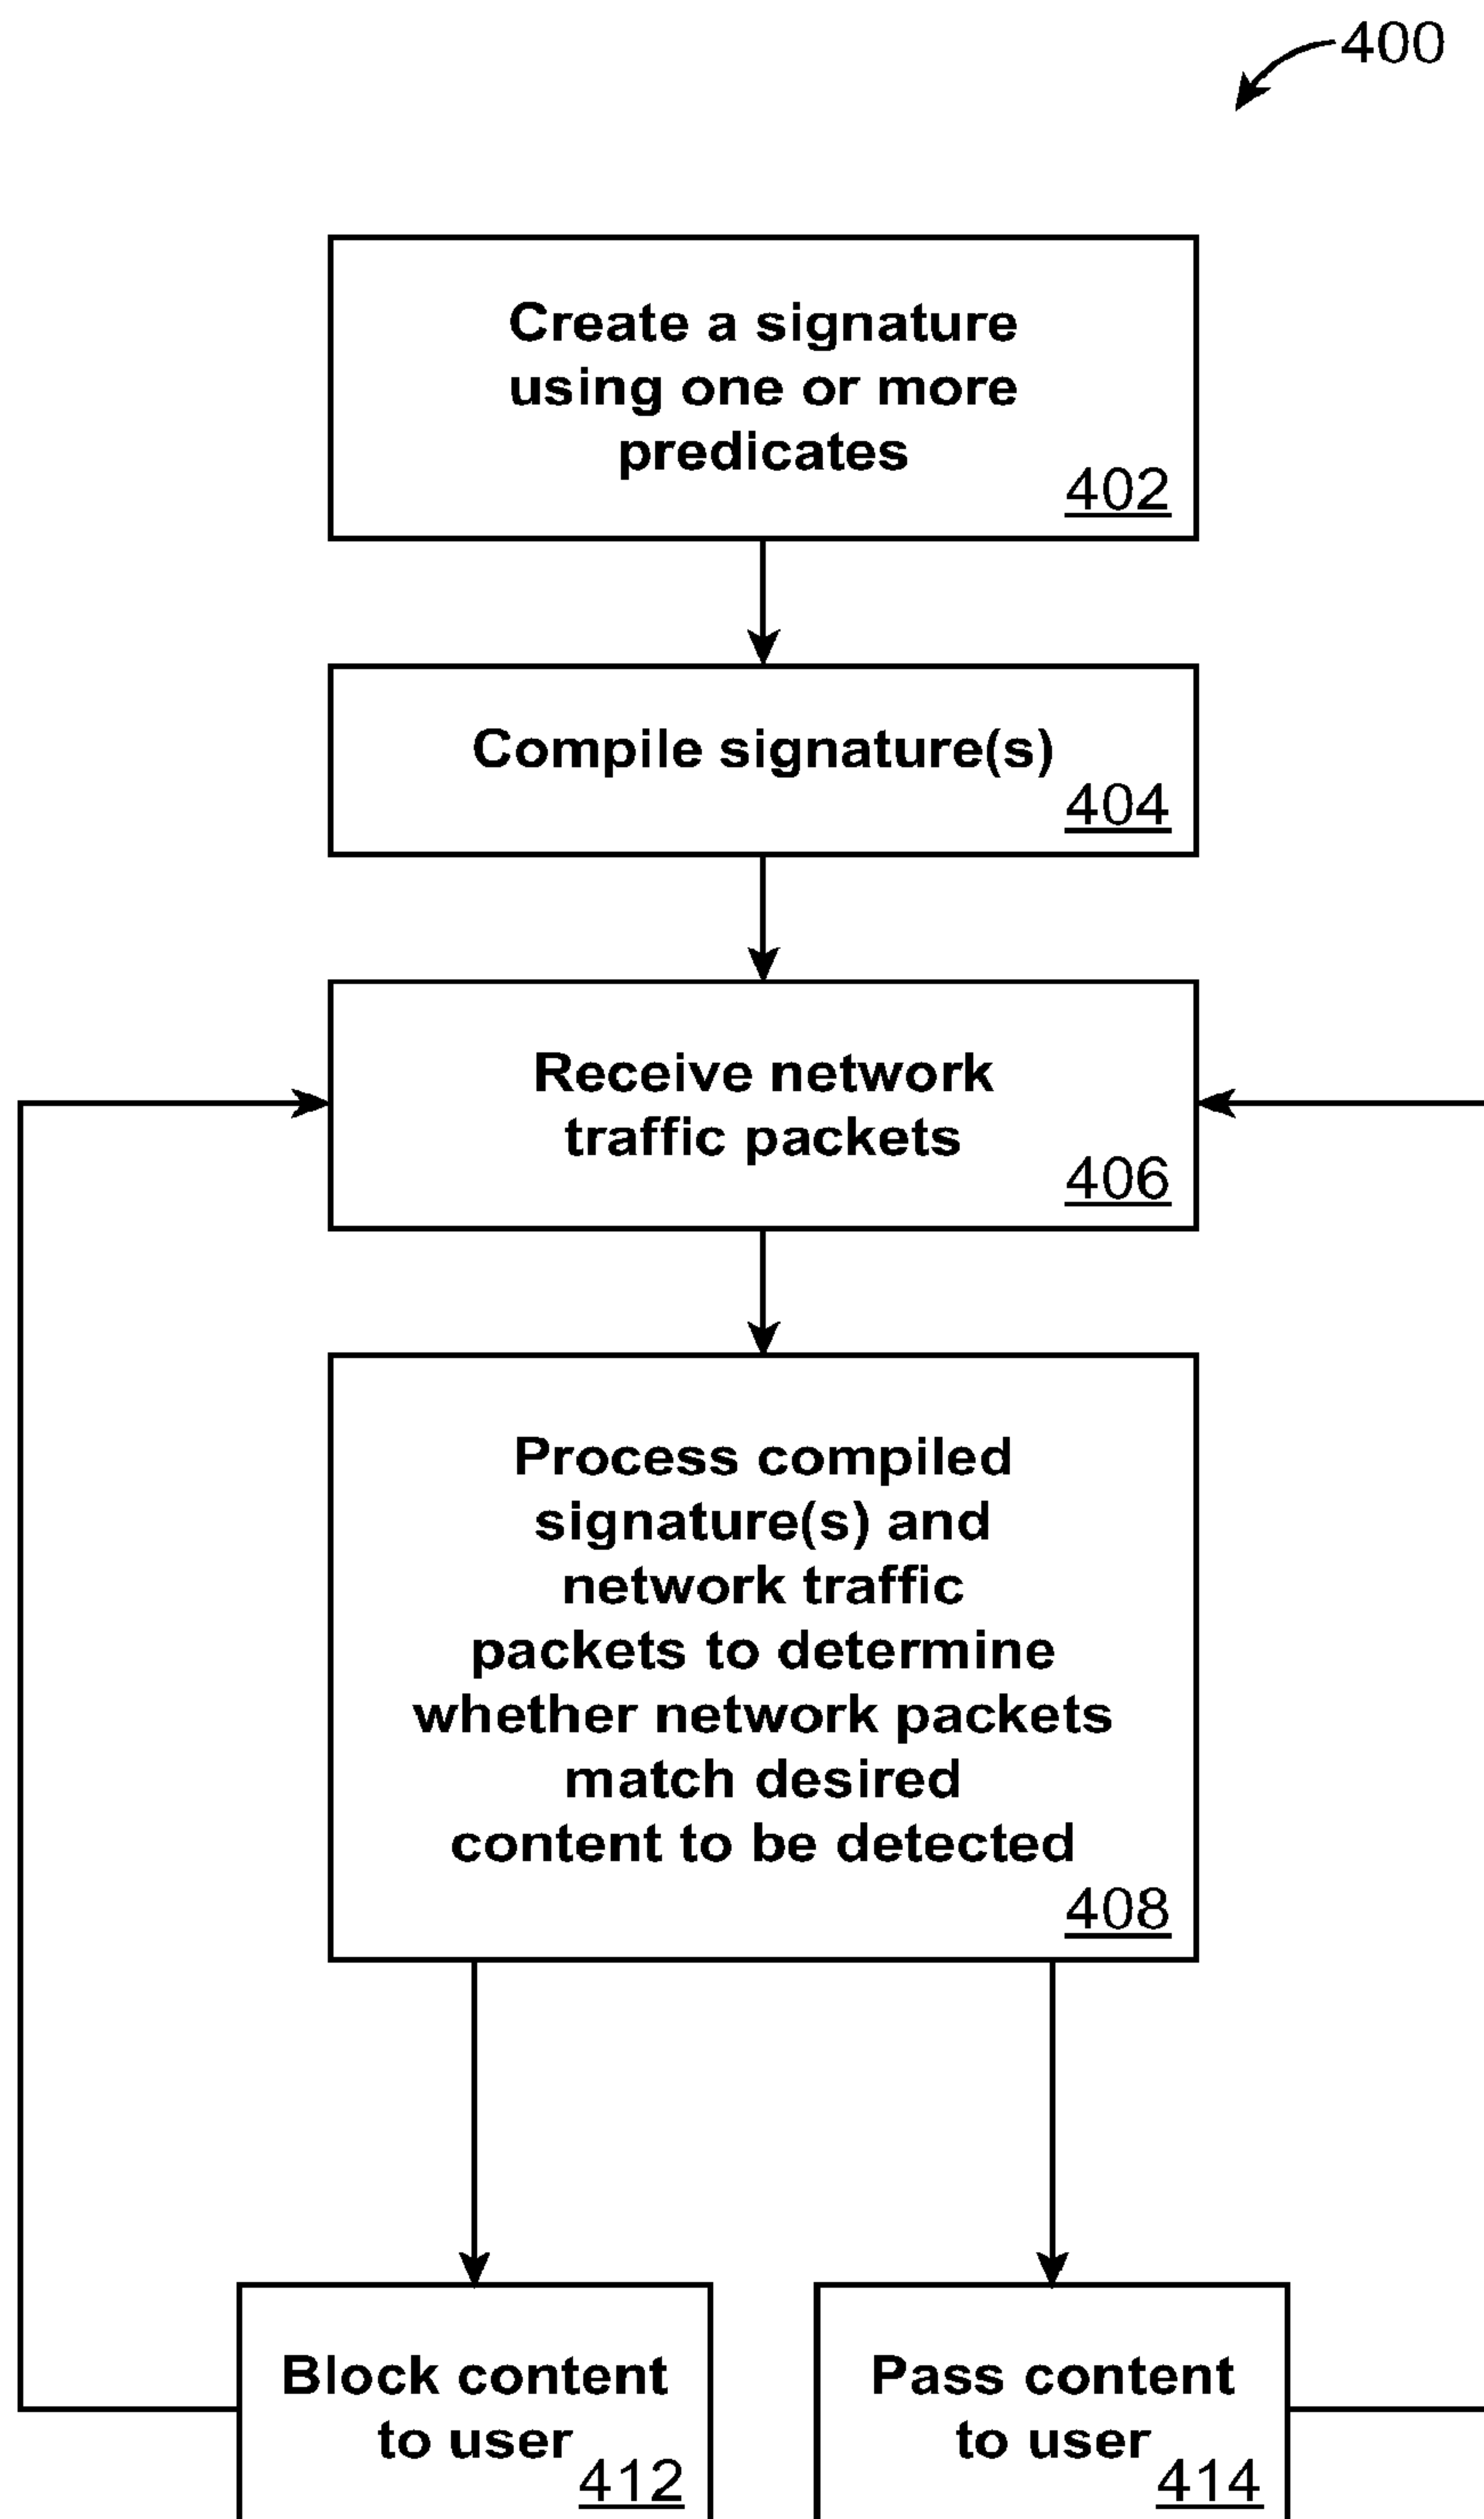 400
Create a signature
using one or more
predicates
402
Compile signature(s)
404
Receive network
traffic packets
406
Process compiled
signature(s) and
network traffic
packets to determine
whether network packets
match desired
content to be detected
408
Block content
to user
412
Pass content
to user
414